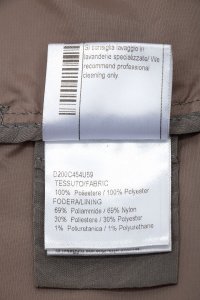 Si consiglia lavaggio in
lavanderie specializzate/ We
recommend professional
cleaning only
D200C454U59
TESSUTO/FABRIC
100% Poliestere / 100% Polyester
FODERA/LINING
69% Poliammide / 69% Nylon
30% Poliestere / 30% Polyester
1% Poliuretanica / 1% Polyurethane